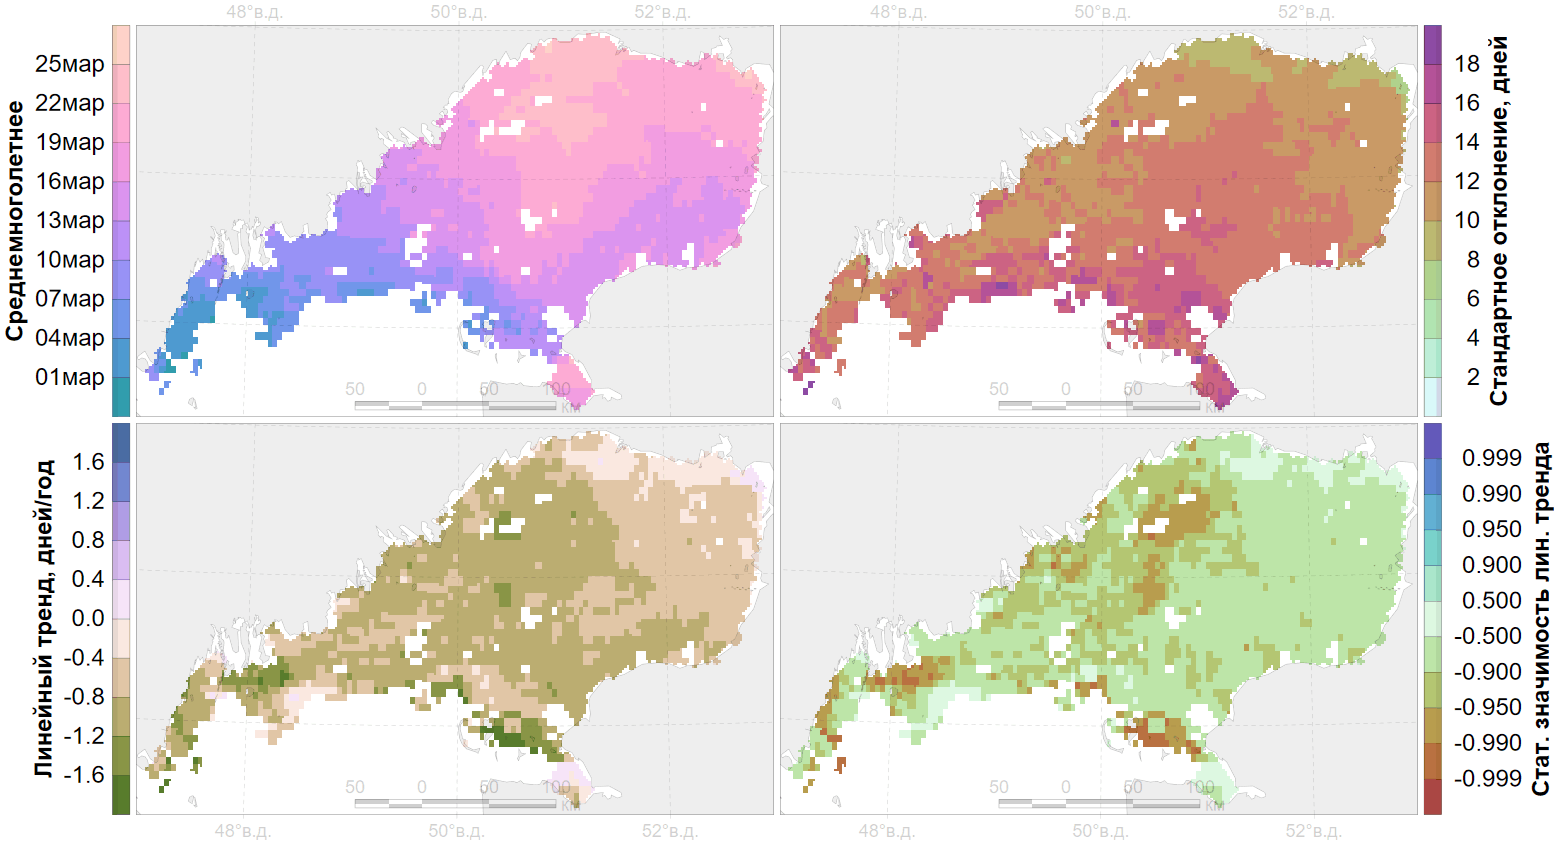 48°в.д. 50°в.д. 52°в.д. 48°в.д. 50°в.д. 52°в.д.
Среднемноголетнее
25мар
22мар
19мар
16мар
13мар
10мар
07мар
04мар
01мар
50 0 50 100
км
50 0 50 100
км
18
16
14
12
10
8
6
4
2
Стандартное отклонение, дней
Линейный тренд, дней/год
1.6
1.2
0.8
0.4
0.0
-0.4
-0.8
-1.2
-1.6
50 0 50 100
км
50 0 50 100
км
0.999
0.990
0.950
0.900
0.500
-0.500
-0.900
-0.950
-0.990
-0.999
Стат. значимость лин. тренда
48°в.д. 50°в.д. 52°в.д. 48°в.д. 50°в.д. 52°в.д.